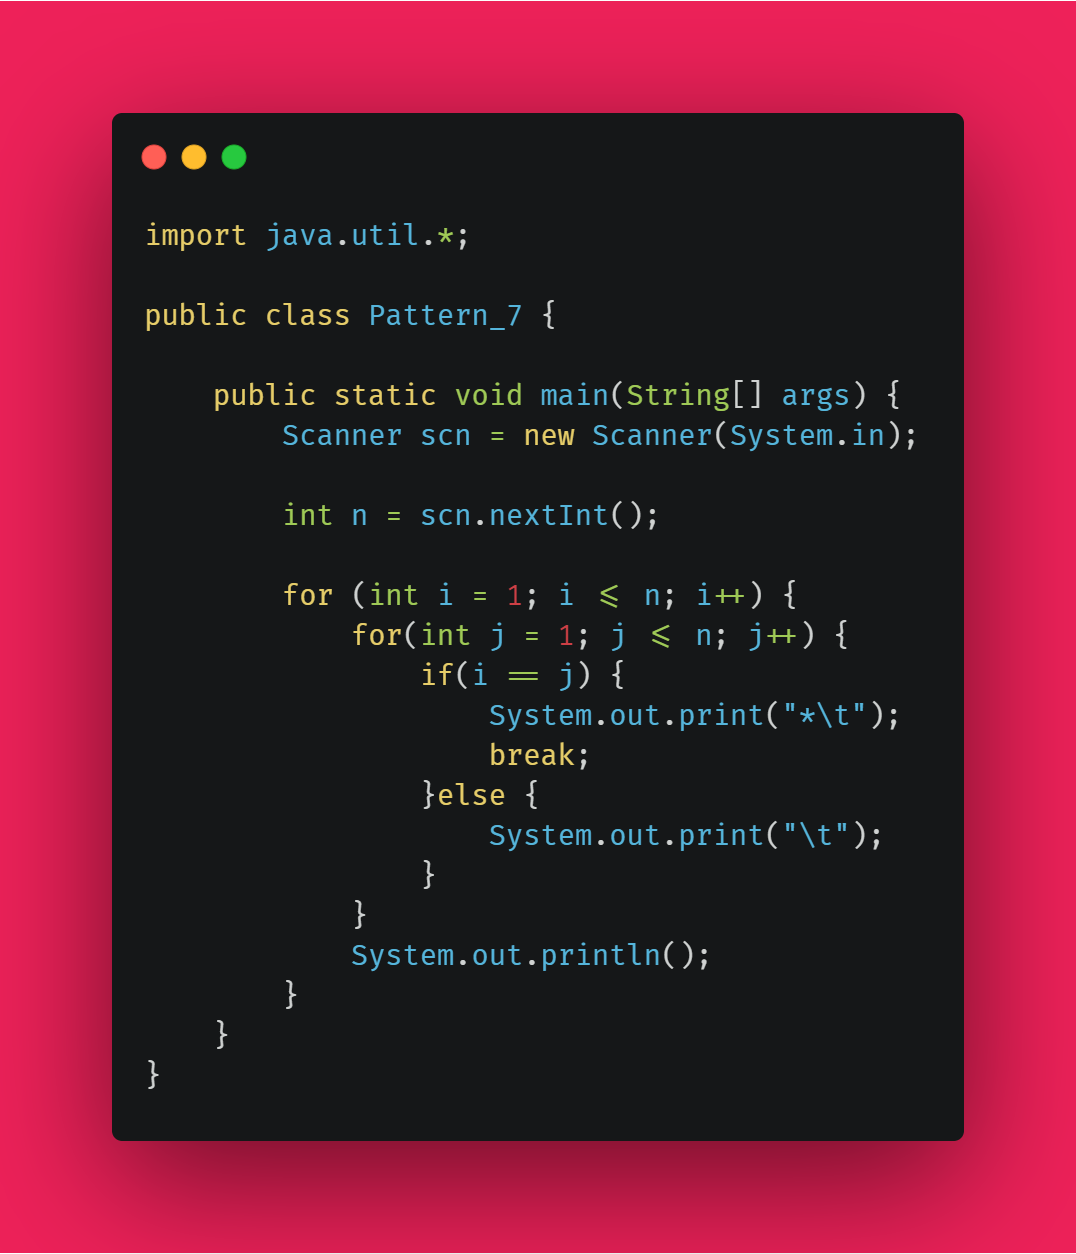 import java.util.*;
public class Pattern_7 {
public static void main(String[] args) {
Scanner scn = new Scanner(System.in);
int n = scn.nextInt();
for (int i = 1; i <= n; i++) {
for(int j = 1; j <= n; j++) {
if(i == j) {
System.out.print("*\t");
break;
}else {
System.out.print("\t");
}
}
System.out.println();
}
}
}